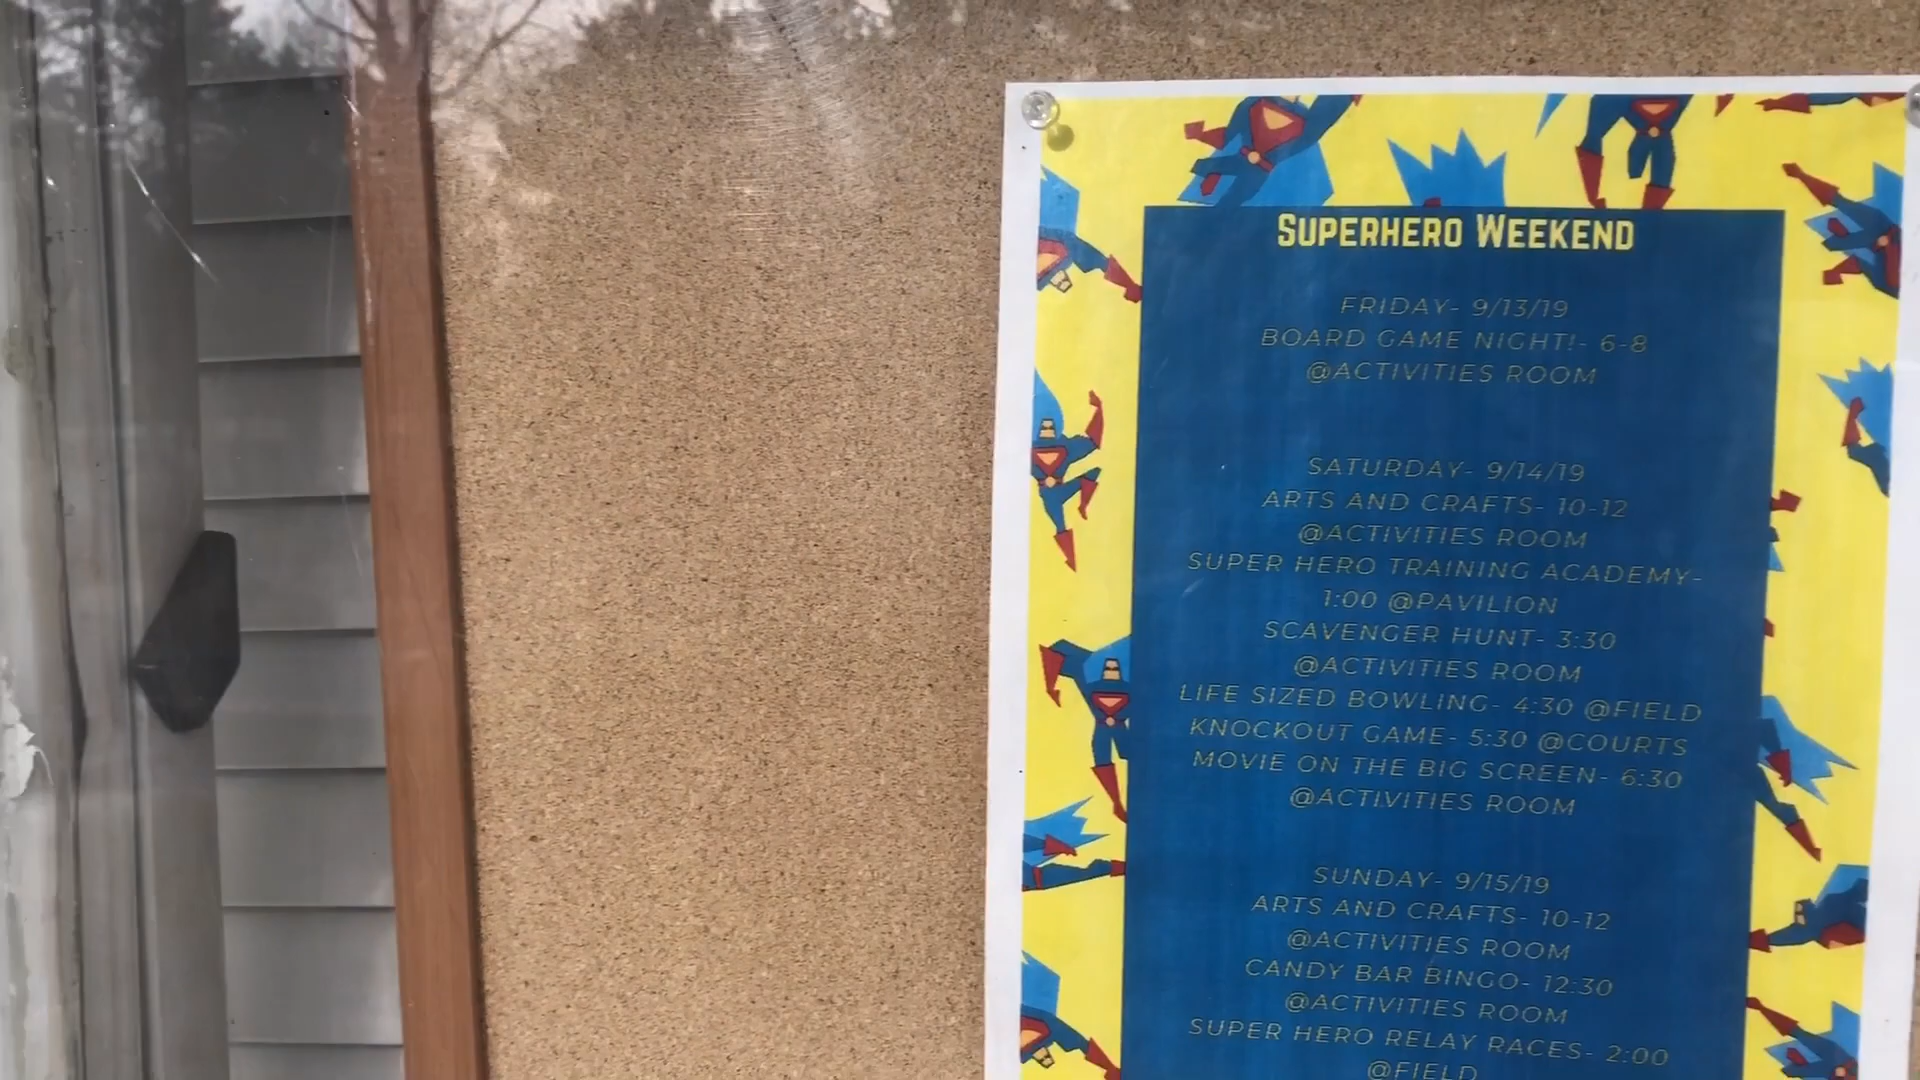 SUPERHERO WEEKEND
FRIDAY- 9/13/19
BOARD GAME NIGHT!- 6-8
@ACTIVITIES ROOM
SATURDAY- 9/14/19
ARTS AND CRAFTS- 10-12
@ACTIVITIES ROOM
SUPER HERO TRAINING ACADEMY-
1:00 @PAVILION
SCAVENGER HUNT- 3:30
@ACTIVITIES ROOM
LIFE SIZED BOWLING- 4:30 @FIELD
KNOCKOUT GAME- 5:30 @COURTS
MOVIE ON THE BIG SCREEN- 6:30
@ACTIVITIES ROOM
SUNDAY- 9/15/19
ARTS AND CRAFTS- 10-12
@ACTIVITIES ROOM
CANDY BAR BINGO- 12:30
@ACTIVITIES ROOM
SUPER HERO RELAY RACES- 2:00
@FIELD